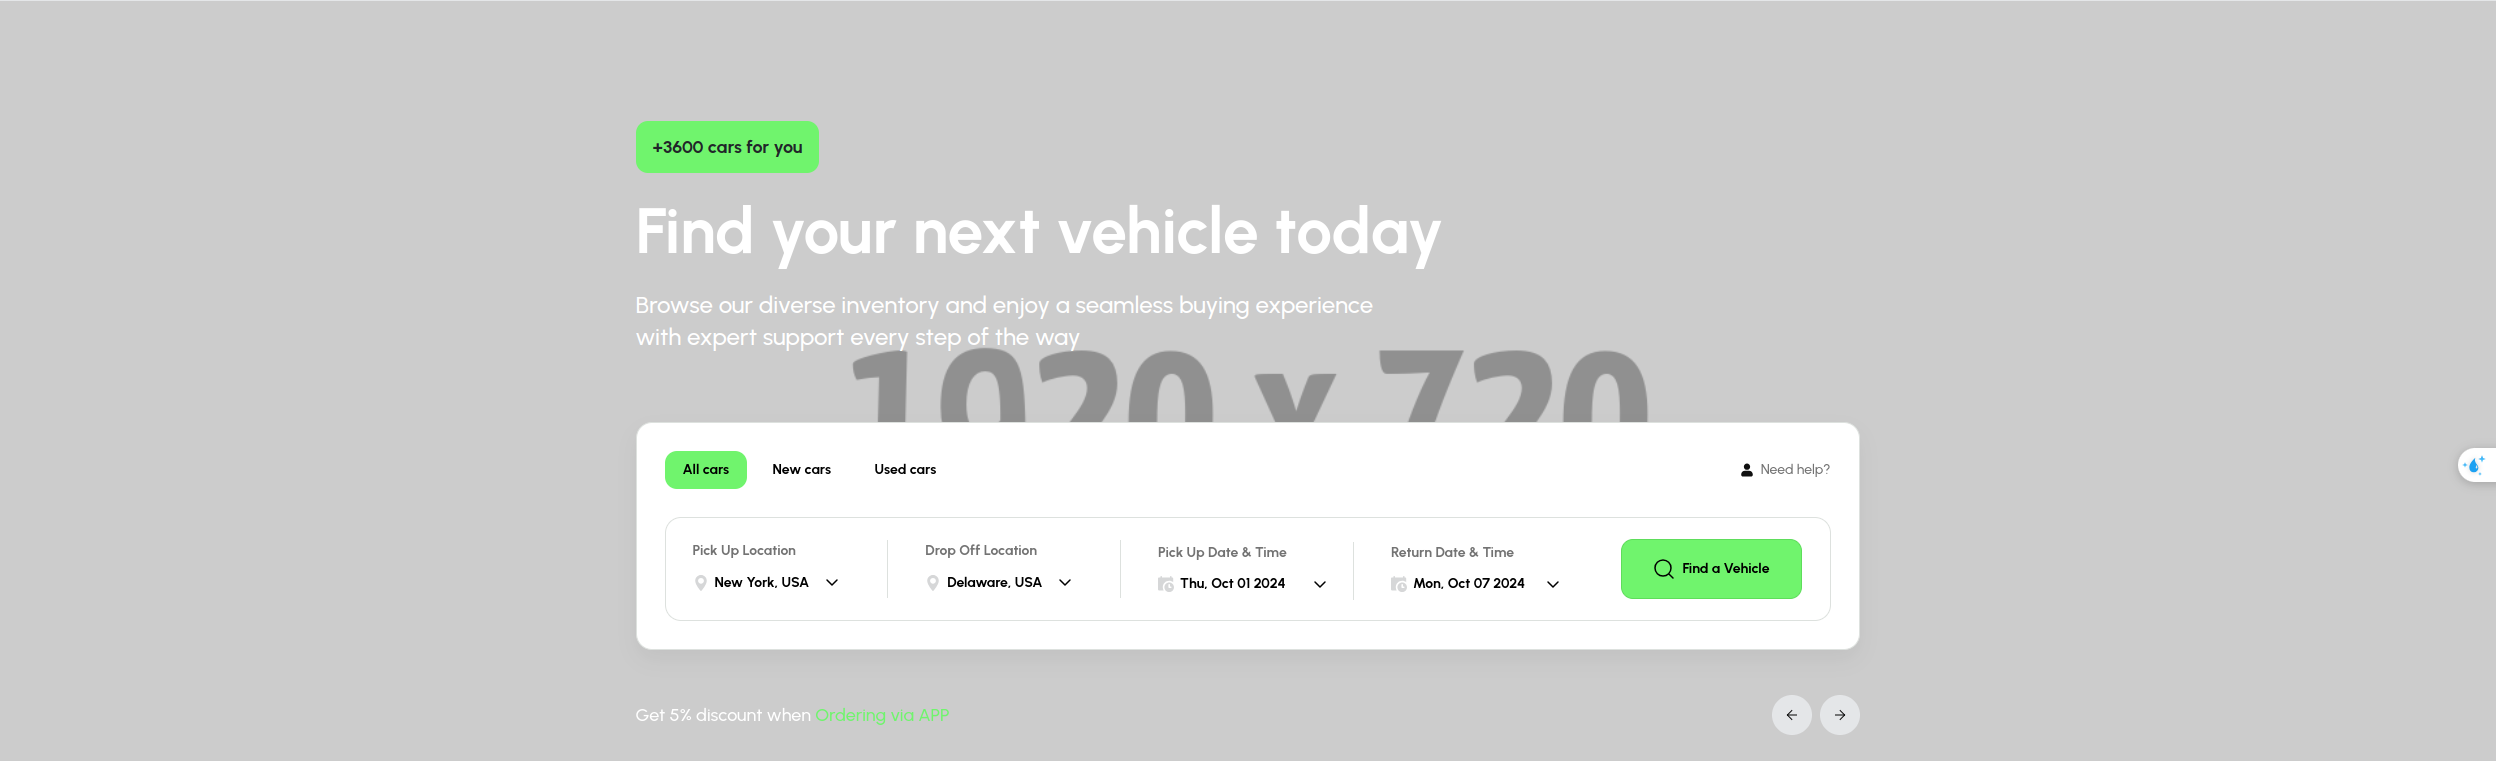 +3600 cars for you
Find your next vehicle today
Browse our diverse inventory and enjoy a seamless buying experience
with expert support every step of the way
1920 x 720
All cars New cars Used cars Need help?
Pick Up Location Drop Off Location Pick Up Date & Time Return Date & Time
New York, USA Delaware, USA Thu, Oct 01 2024 Mon, Oct 07 2024 Find a Vehicle
Get 5% discount when Ordering via APP